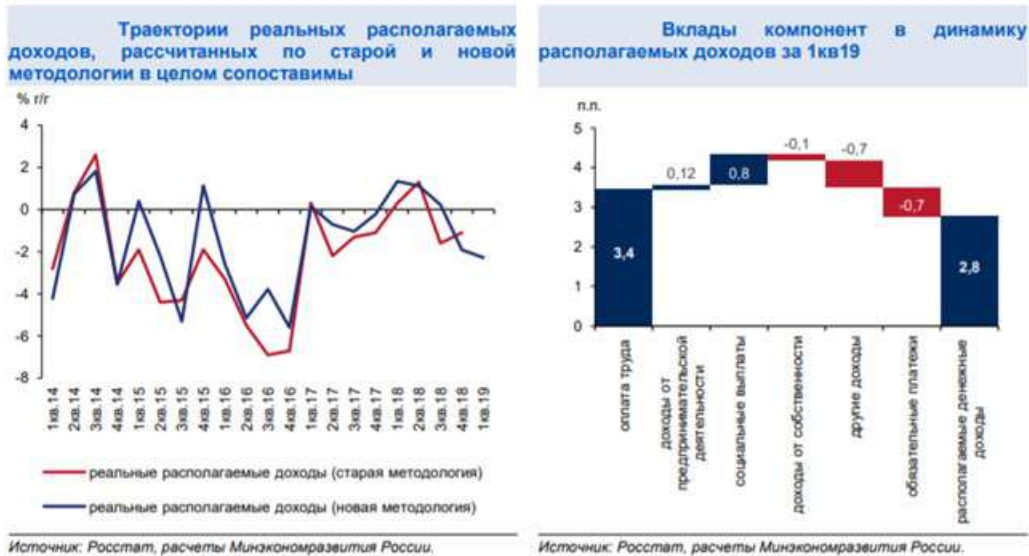 Траектории реальных располагаемых
доходов, рассчитанных по старой и новой
методологии в целом сопоставимы
% г/г
4
2
0
-2
-4
-6
-8
1кв.14
2кв.14
3кв.14
4кв.14
1кв.15
2кв.15
3кв.15
4кв.15
1кв.16
2кв.16
3кв.16
4кв.16
1кв.17
2кв.17
3кв.17
4кв.17
1кв.18
2кв.18
3кв.18
4кв.18
1кв.19
реальные располагаемые доходы (старая методология)
реальные располагаемые доходы (новая методология)
Источник: Росстат, расчеты Минэкономразвития России.
Вклады компонент в динамику
располагаемых доходов за 1кв19
п.п.
5
4
3
2
1
0
3,4
0,12
0,8
-0,1
-0,7
-0,7
2,8
оплата труда
доходы от
предпринимательской
деятельности
социальные выплаты
доходы от собственности
другие доходы
обязательные платежи
располагаемые денежные
доходы
Источник: Росстат, расчеты Минэкономразвития России.